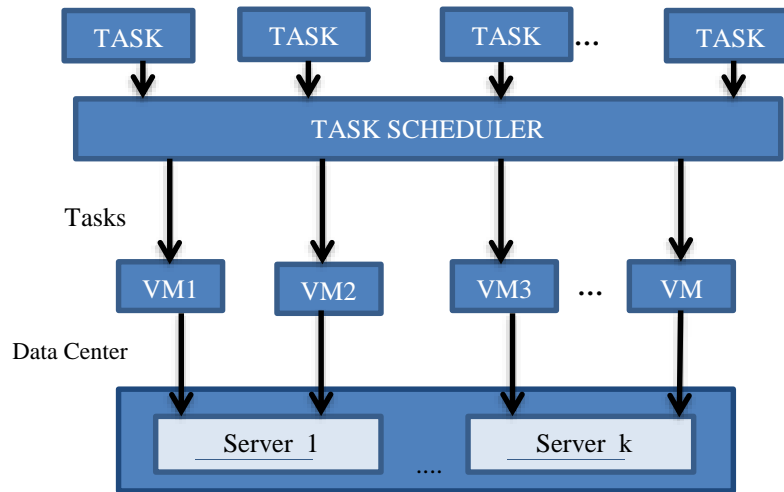 TASK TASK TASK ... TASK
TASK SCHEDULER
Tasks
VM1 VM2 VM3 ... VM
Data Center
Server 1 .... Server k